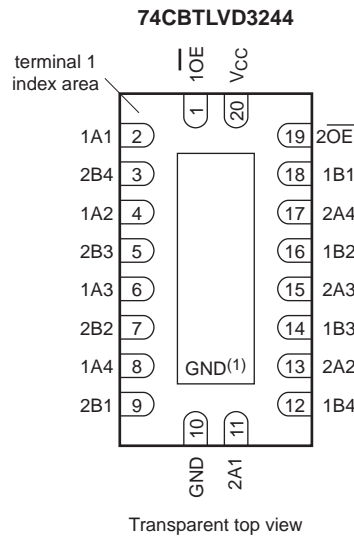 74CBTLVD3244
terminal 1
index area
1OE
VCC
1
20
1A1 2
19 2OE
2B4 3
18 1B1
1A2 4
17 2A4
2B3 5
16 1B2
1A3 6
15 2A3
2B2 7
14 1B3
1A4 8
13 2A2
2B1 9
12 1B4
GND(1)
10
11
GND
2A1
Transparent top view